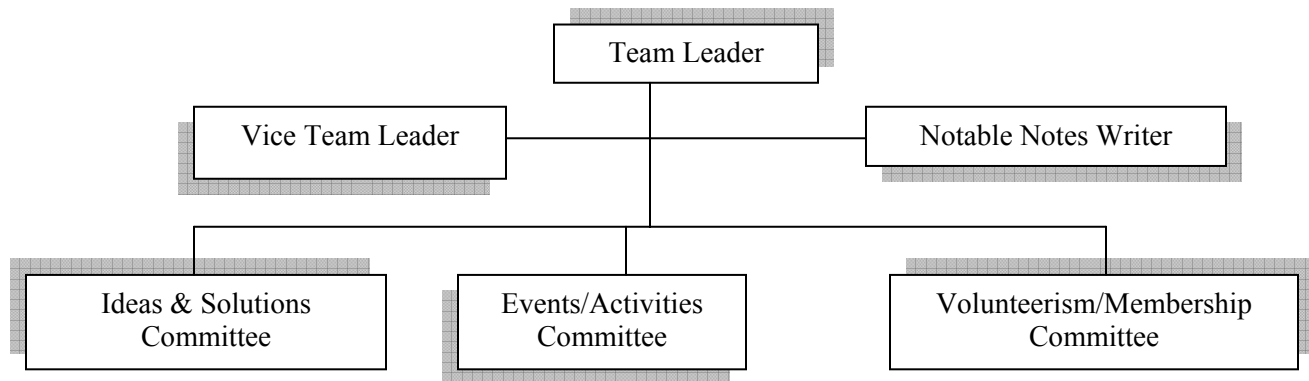 Team Leader
Vice Team Leader
Notable Notes Writer
Ideas & Solutions
Committee
Events/Activities
Committee
Volunteerism/Membership
Committee